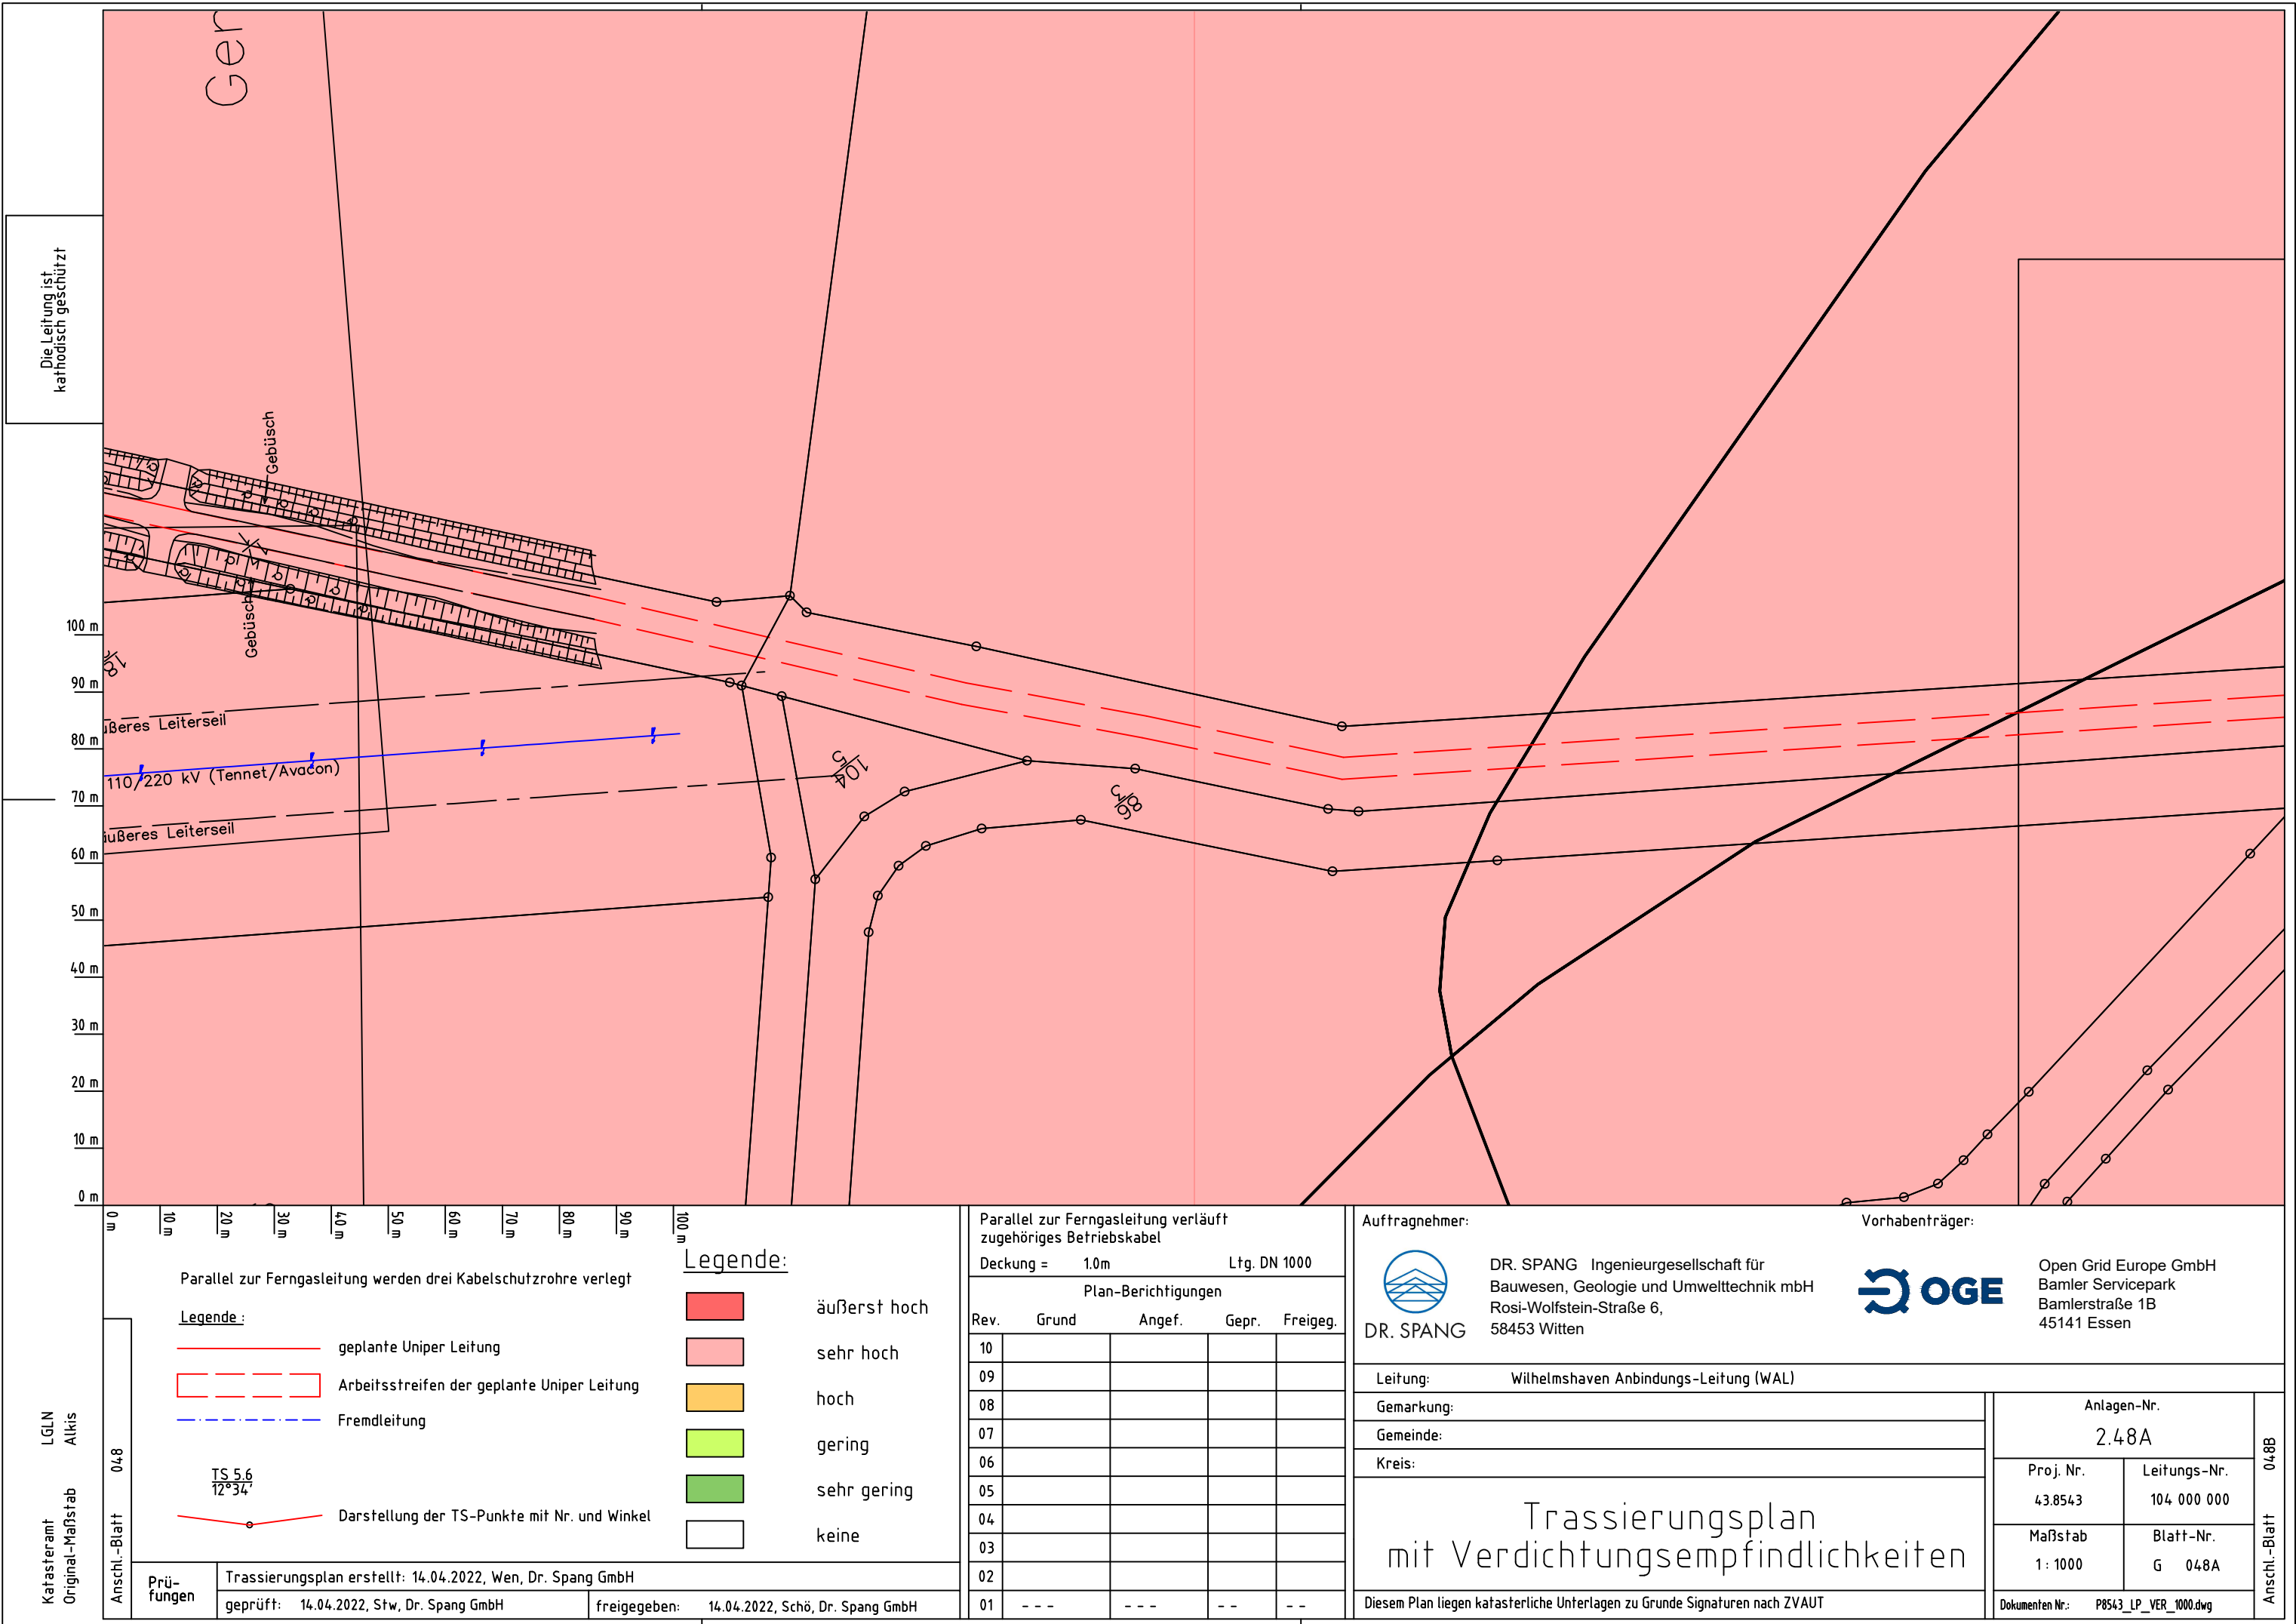 Ger
Die Leitung ist
kathodisch geschützt
Gebüsch
Gebüsch
äußeres Leiterseil
110/220 kV (Tennet/Avacon)
äußeres Leiterseil
104
5
86
3
100 m
90 m
80 m
70 m
60 m
50 m
40 m
30 m
20 m
10 m
0 m
0 m
10 m
20 m
30 m
40 m
50 m
60 m
70 m
80 m
90 m
100 m
Parallel zur Ferngasleitung werden drei Kabelschutzrohre verlegt
Legende :
geplante Uniper Leitung
Arbeitsstreifen der geplante Uniper Leitung
Fremdleitung
TS 5.6
12°34'
Darstellung der TS-Punkte mit Nr. und Winkel
Legende:
äußerst hoch
sehr hoch
hoch
gering
sehr gering
keine
Katasteramt LGLN
Original-Maßstab Alkis
Anschl.-Blatt 048
Prü-
fungen
Trassierungsplan erstellt: 14.04.2022, Wen, Dr. Spang GmbH
geprüft: 14.04.2022, Stw, Dr. Spang GmbH
freigegeben: 14.04.2022, Schö, Dr. Spang GmbH
Parallel zur Ferngasleitung verläuft
zugehöriges Betriebskabel
Deckung = 1.0m Ltg. DN 1000
Plan-Berichtigungen
Rev. Grund Angef. Gepr. Freigeg.
10
09
08
07
06
05
04
03
02
01 - - - - - - - - - -
Auftragnehmer:
DR. SPANG
DR. SPANG Ingenieurgesellschaft für
Bauwesen, Geologie und Umwelttechnik mbH
Rosi-Wolfstein-Straße 6,
58453 Witten
Vorhabenträger:
OGE
Open Grid Europe GmbH
Bamler Servicepark
Bamlerstraße 1B
45141 Essen
Leitung: Wilhelmshaven Anbindungs-Leitung (WAL)
Gemarkung:
Gemeinde:
Kreis:
Trassierungsplan
mit Verdichtungsempfindlichkeiten
Diesem Plan liegen katasterliche Unterlagen zu Grunde Signaturen nach ZVAUT
Anlagen-Nr.
2.48A
Proj. Nr.
43.8543
Leitungs-Nr.
104 000 000
Maßstab
1 : 1000
Blatt-Nr.
G 048A
Dokumenten Nr.: P8543_LP_VER_1000.dwg
Anschl.-Blatt 048B